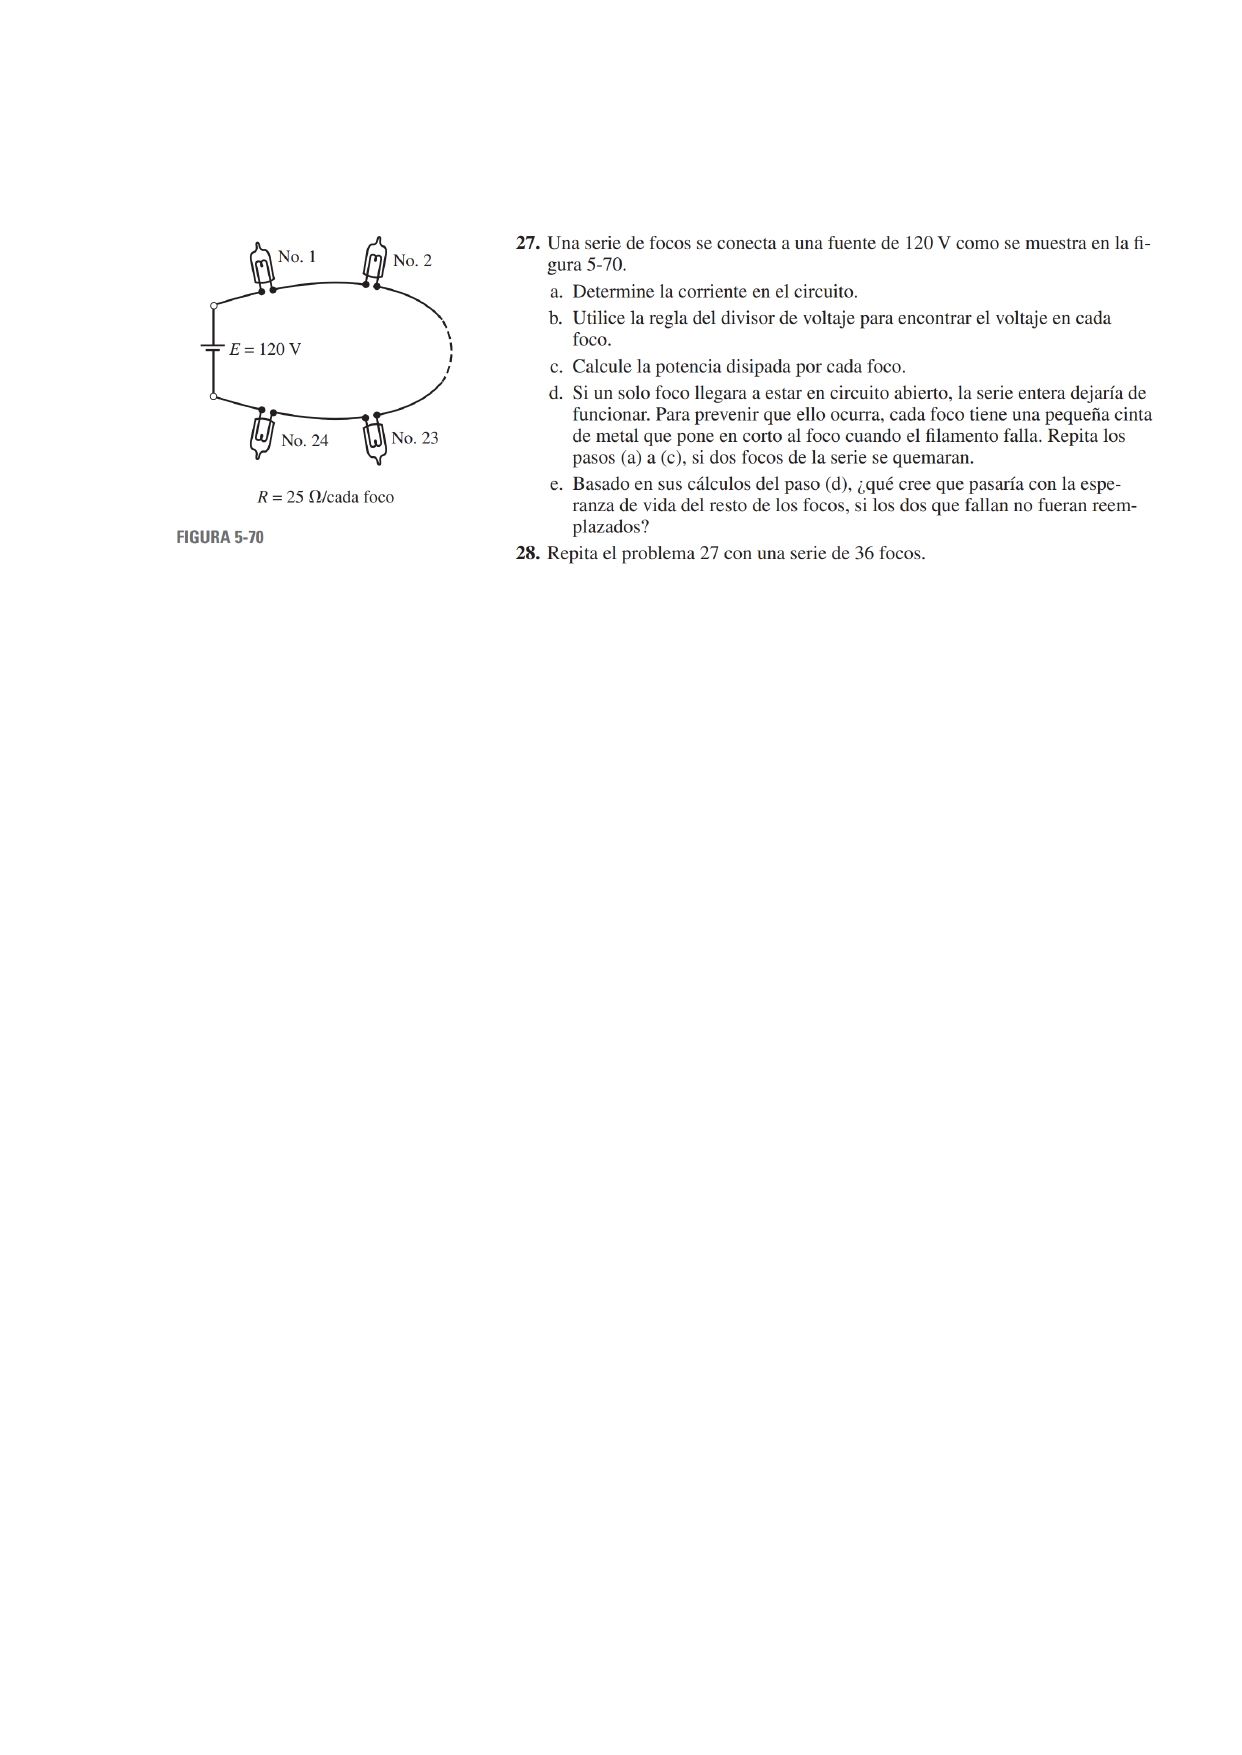 No. 1
No. 2
E = 120 V
No. 24
No. 23
R = 25 Ω/cada foco
FIGURA 5-70
27. Una serie de focos se conecta a una fuente de 120 V como se muestra en la fi-
gura 5-70.
a. Determine la corriente en el circuito.
b. Utilice la regla del divisor de voltaje para encontrar el voltaje en cada
foco.
c. Calcule la potencia disipada por cada foco.
d. Si un solo foco llegara a estar en circuito abierto, la serie entera dejaría de
funcionar. Para prevenir que ello ocurra, cada foco tiene una pequeña cinta
de metal que pone en corto al foco cuando el filamento falla. Repita los
pasos (a) a (c), si dos focos de la serie se quemaran.
e. Basado en sus cálculos del paso (d), ¿qué cree que pasaría con la espe-
ranza de vida del resto de los focos, si los dos que fallan no fueran reem-
plazados?
28. Repita el problema 27 con una serie de 36 focos.